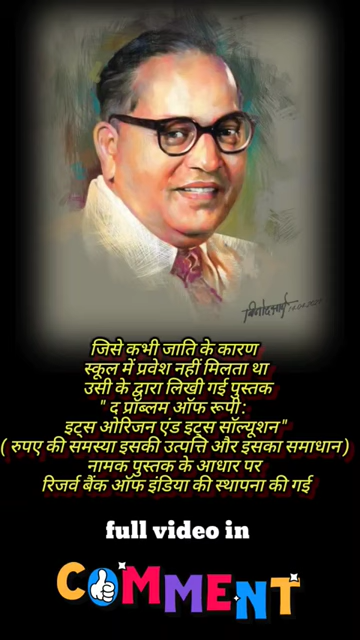 जिसे कभी जाति के कारण
स्कूल में प्रवेश नहीं मिलता था
उसी के द्वारा लिखी गई पुस्तक
" द प्रॉब्लम ऑफ रूपी:
इट्स ओरिजन एंड इट्स सॉल्यूशन"
( रुपए की समस्या इसकी उत्पत्ति और इसका समाधान)
नामक पुस्तक के आधार पर
रिजर्व बैंक ऑफ इंडिया की स्थापना की गई
full video in
COMMENT